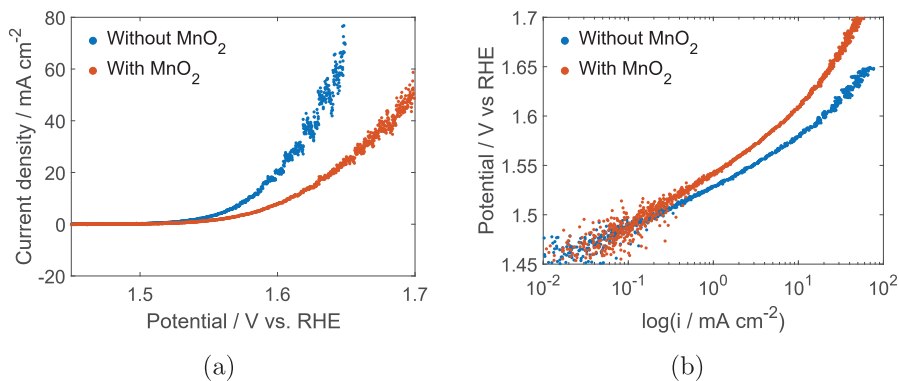 80
60
40
20
0
-20
Current density / mA cm-2
Without MnO2
With MnO2
1.5
1.6
1.7
Potential / V vs. RHE
(a)
1.7
1.65
1.6
1.55
1.5
1.45
Potential / V vs RHE
Without MnO2
With MnO2
10-2
10-1
100
101
102
log(i / mA cm-2)
(b)